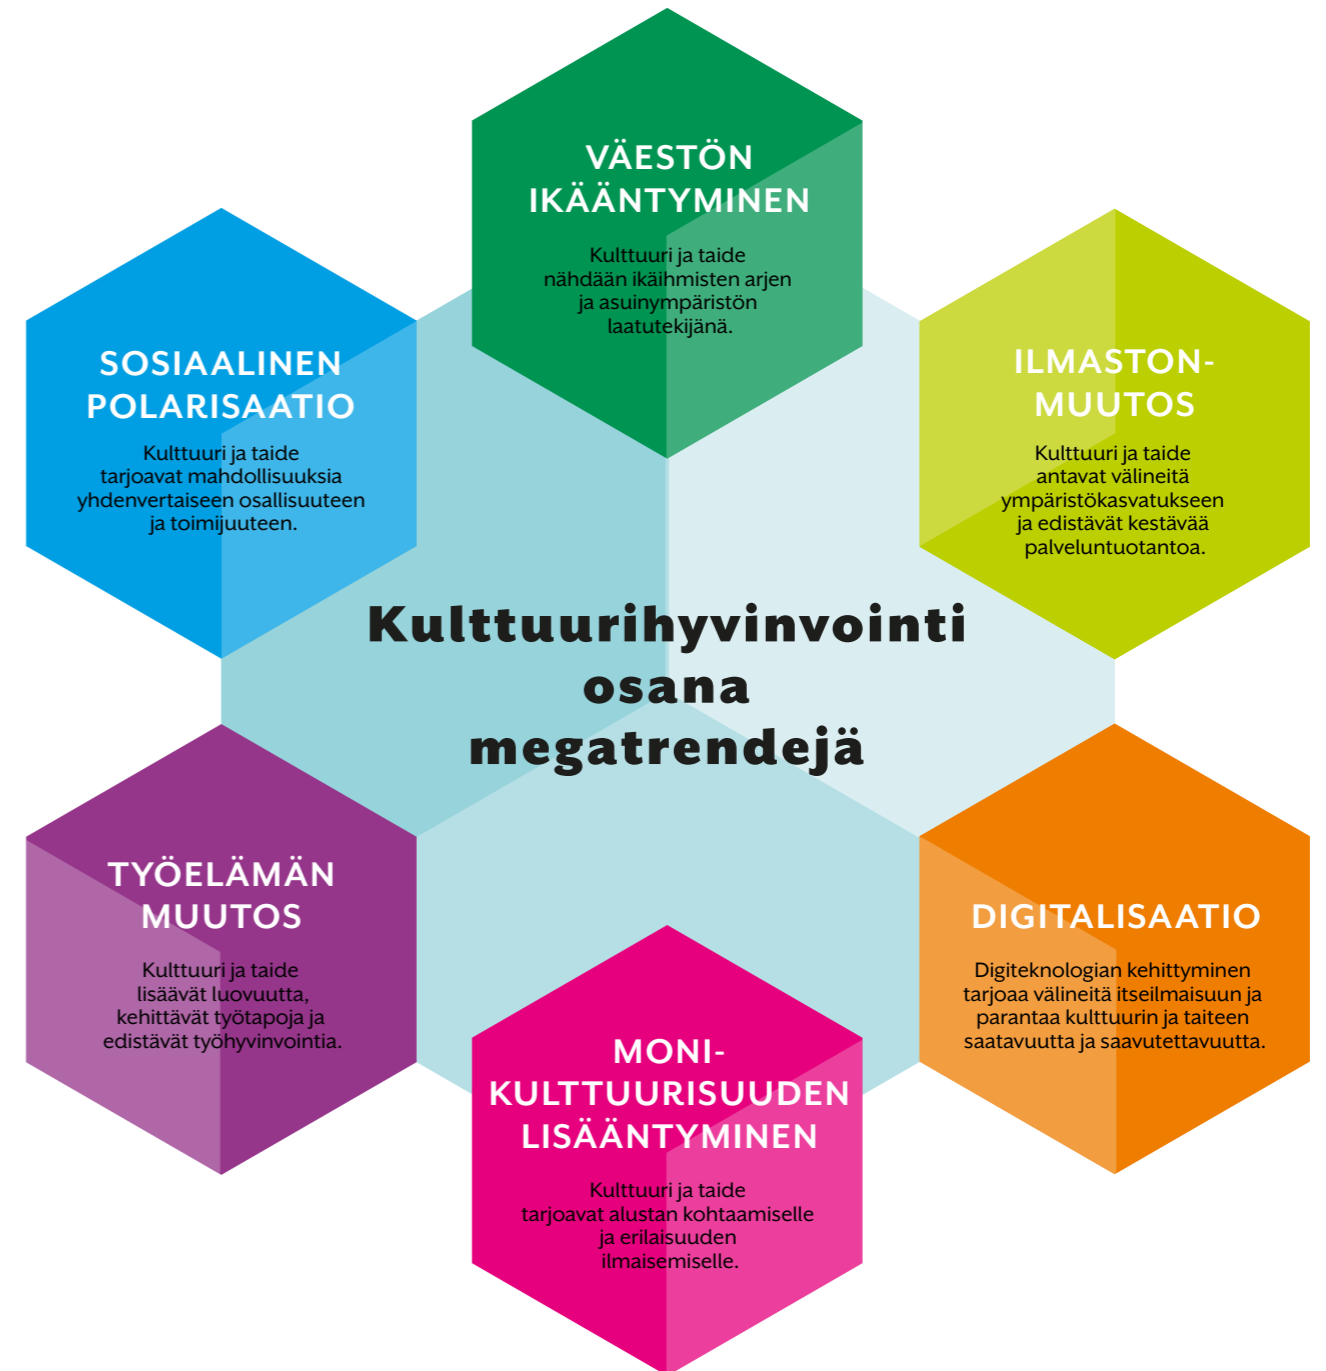 VÄESTÖN
IKÄÄNTYMINEN
Kulttuuri ja taide
nähdään ikäihmisten arjen
ja asuinympäristön
laatutekijänä.
SOSIAALINEN
POLARISAATIO
Kulttuuri ja taide
tarjoavat mahdollisuuksia
yhdenvertaiseen osallisuuteen
ja toimijuuteen.
ILMASTON-
MUUTOS
Kulttuuri ja taide
antavat välineitä
ympäristökasvatukseen
ja edistävät kestävää
palveluntuotantoa.
Kulttuurihyvinvointi
osana
megatrendejä
TYÖELÄMÄN
MUUTOS
Kulttuuri ja taide
lisäävät luovuutta,
kehittävät työtapoja ja
edistävät työhyvinvointia.
DIGITALISAATIO
Digiteknologian kehittyminen
tarjoaa välineitä itseilmaisuun ja
parantaa kulttuurin ja taiteen
saatavuutta ja saavutettavuutta.
MONI-
KULTTUURISUUDEN
LISÄÄNTYMINEN
Kulttuuri ja taide
tarjoavat alustan kohtaamiselle
ja erilaisuuden
ilmaisemiselle.